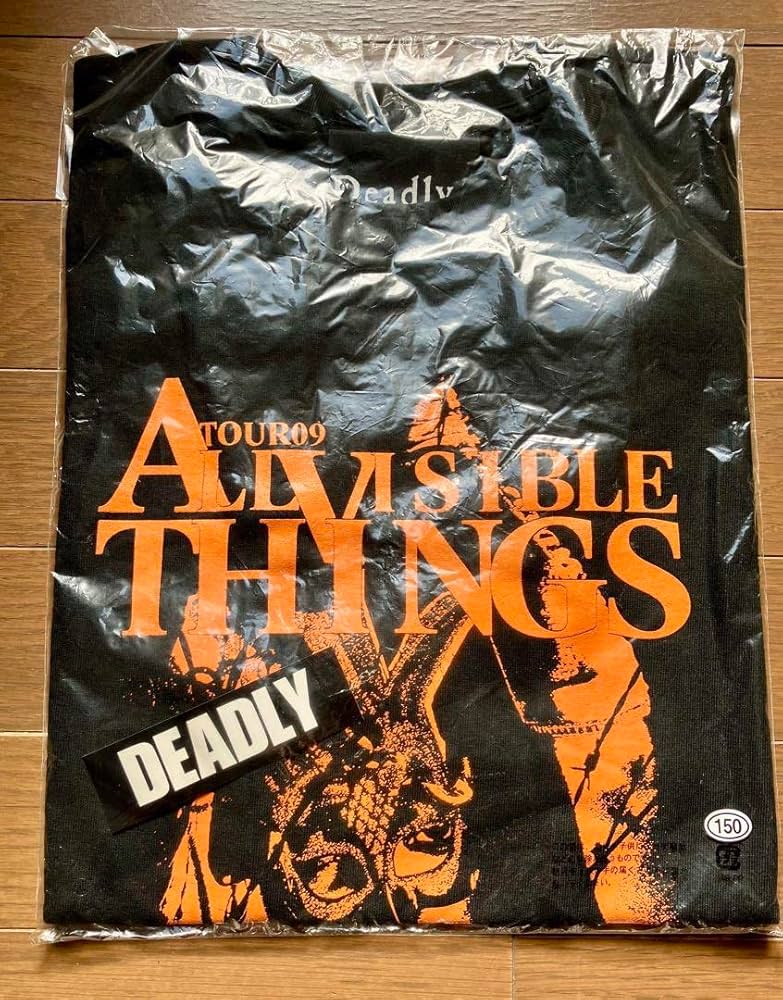 Deadly
TOUR09
ALL VISIBLE
THINGS
DEADLY
150